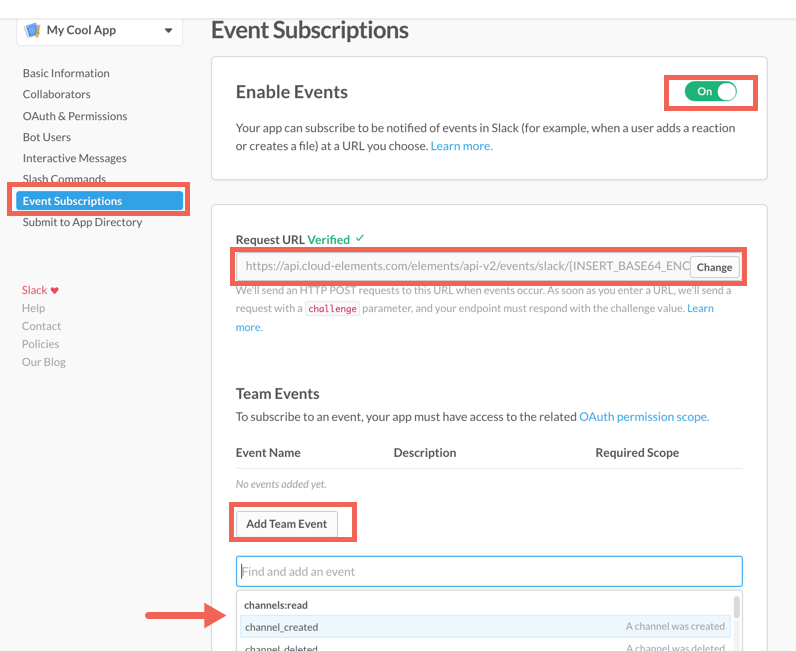 My Cool App
Basic Information
Collaborators
OAuth & Permissions
Bot Users
Interactive Messages
Slash Commands
Event Subscriptions
Submit to App Directory
Slack ♥
Help
Contact
Policies
Our Blog
Event Subscriptions
Enable Events
On
Your app can subscribe to be notified of events in Slack (for example, when a user adds a reaction
or creates a file) at a URL you choose. Learn more.
Request URL Verified ✓
https://api.cloud-elements.com/elements/api-v2/events/slack/[INSERT_BASE64_ENC
Change
We'll send an HTTP POST requests to this URL when events occur. As soon as you enter a URL, we'll send a
request with a challenge parameter, and your endpoint must respond with the challenge value. Learn
more.
Team Events
To subscribe to an event, your app must have access to the related OAuth permission scope.
Event Name Description Required Scope
No events added yet.
Add Team Event
Find and add an event
channels:read
channel_created A channel was created
channel_deleted A channel was deleted